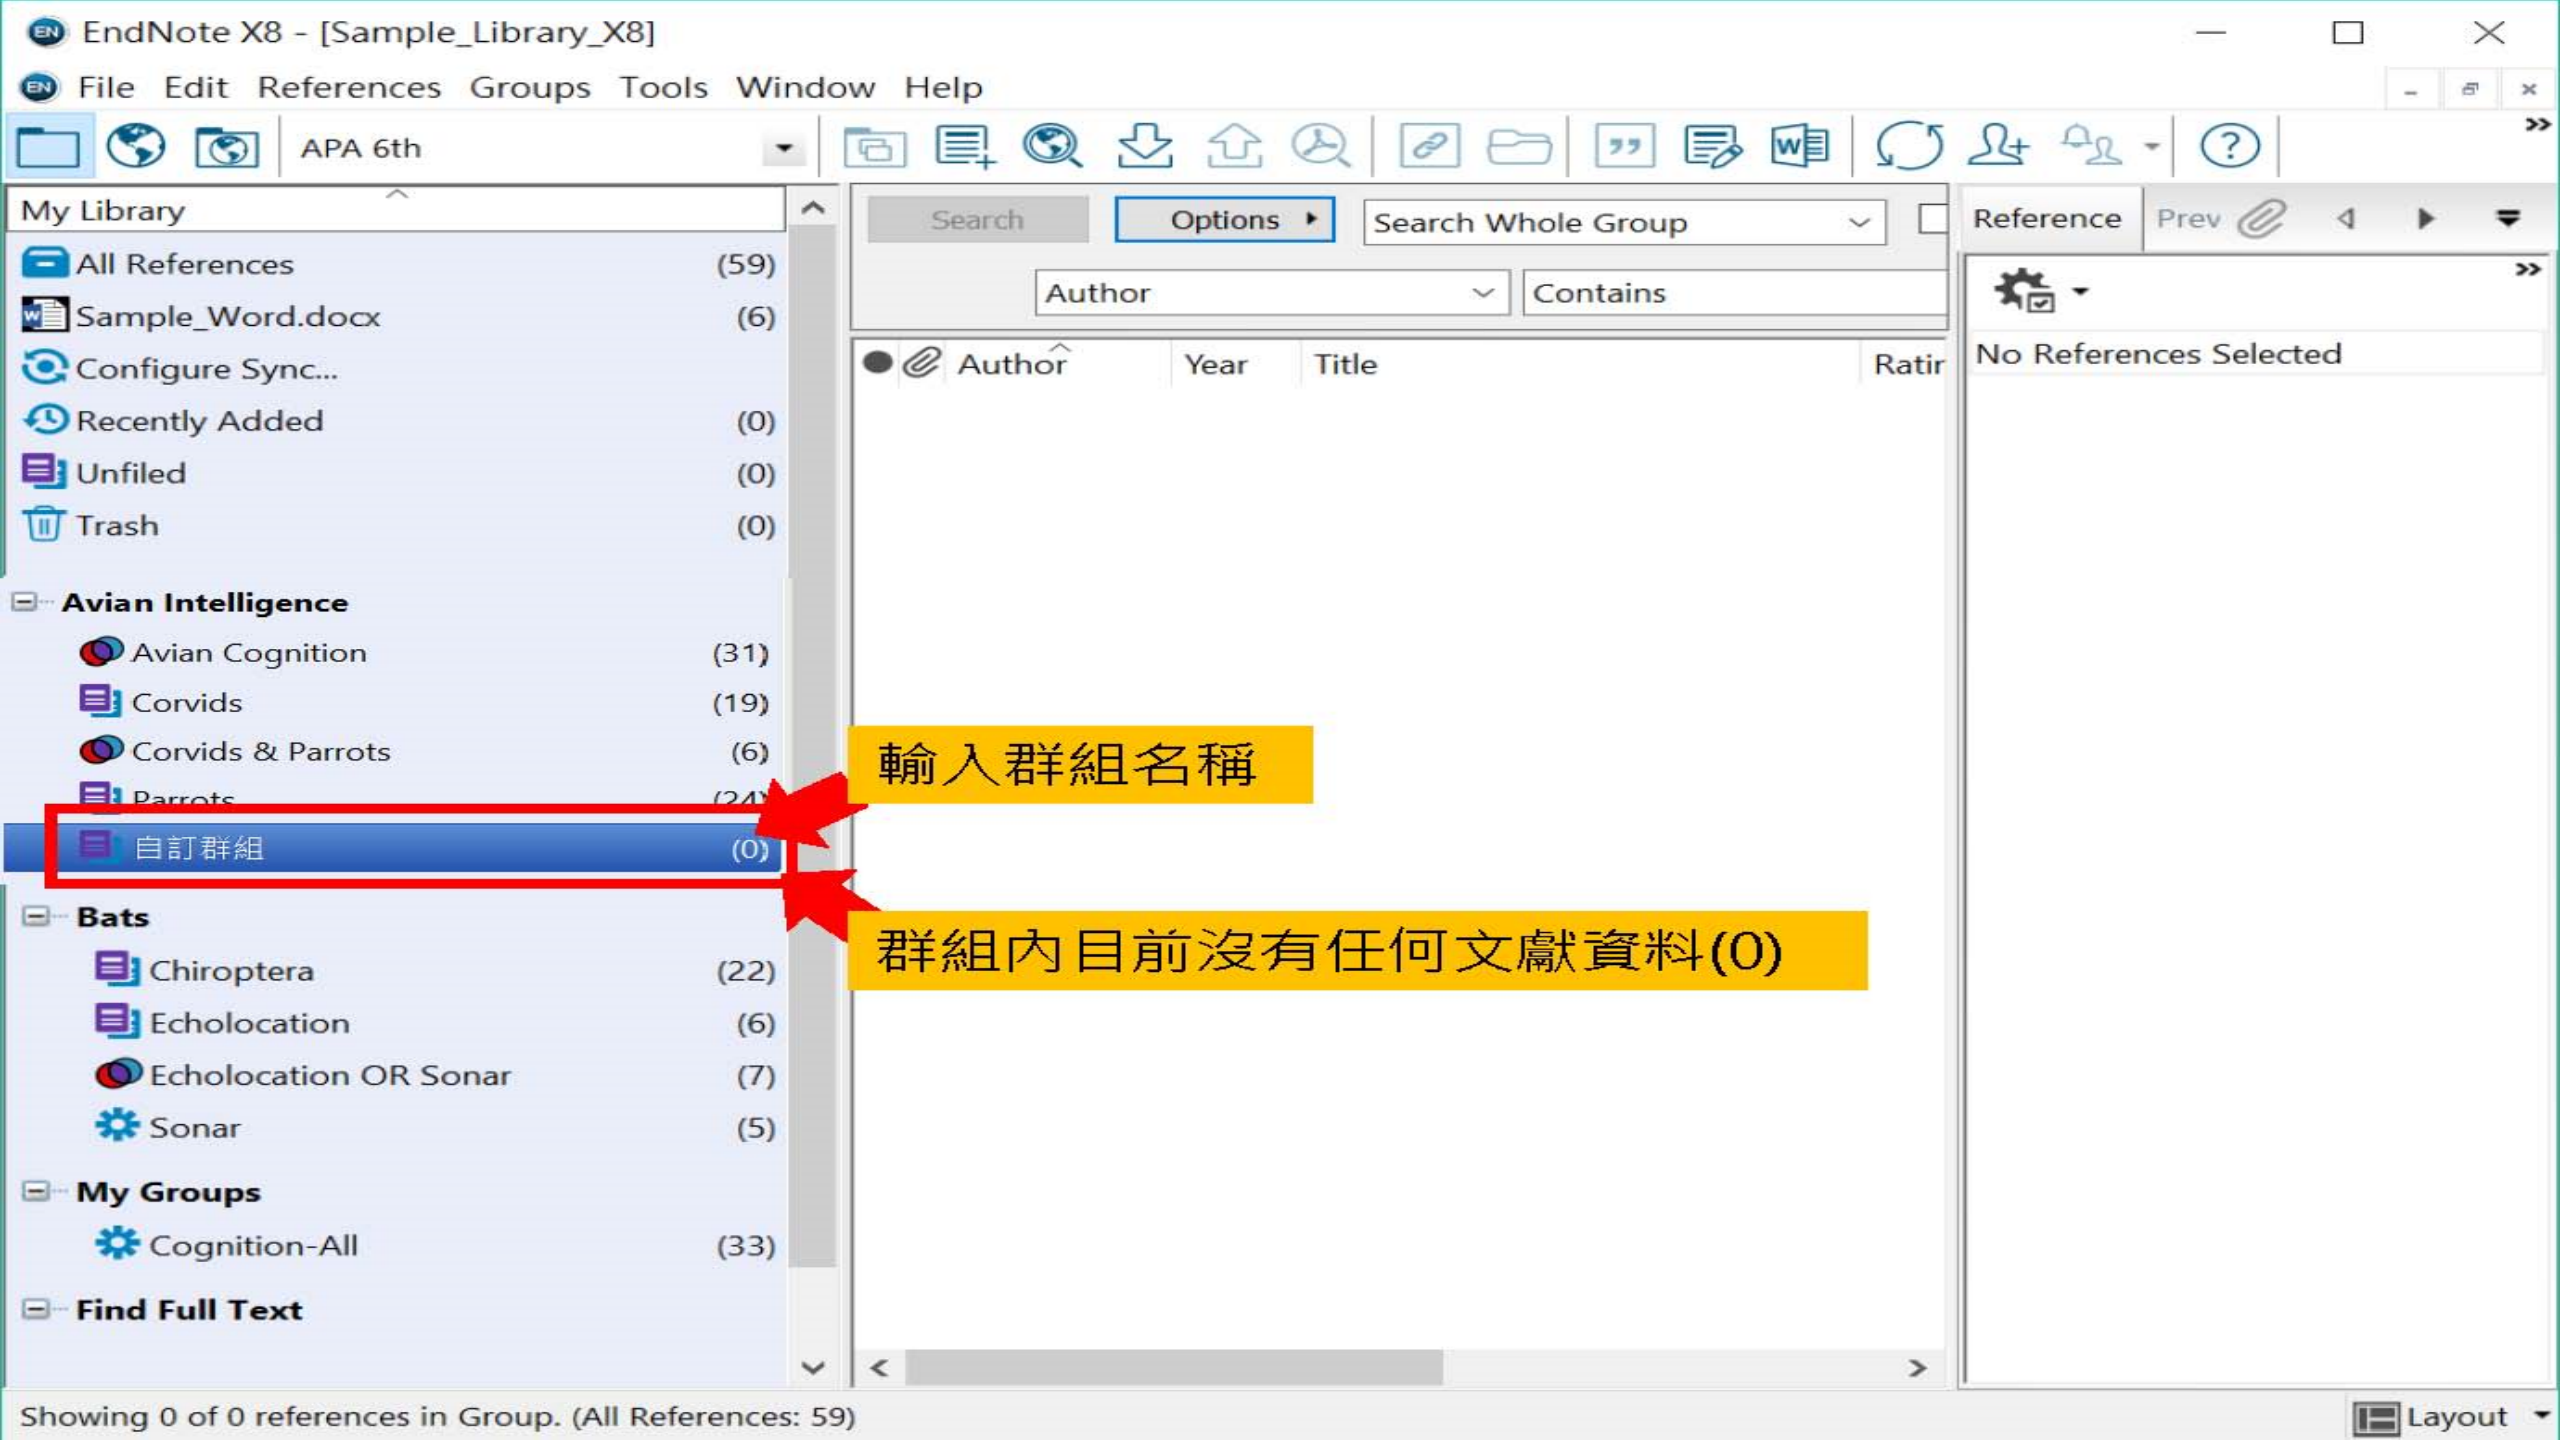 EndNote X8 - [Sample_Library_X8]
File Edit References Groups Tools Window Help
APA 6th
My Library
Search Options Search Whole Group
Reference Prev
All References (59)
Author Contains
Sample_Word.docx (6)
No References Selected
Author Year Title Ratin
Configure Sync...
Recently Added (0)
Unfiled (0)
Trash (0)
Avian Intelligence
Avian Cognition (31)
Corvids (19)
Corvids & Parrots (6)
輸入群組名稱
Parrots (24)
自訂群組 (0)
群組內目前沒有任何文獻資料(0)
Bats
Chiroptera (22)
Echolocation (6)
Echolocation OR Sonar (7)
Sonar (5)
My Groups
Cognition-All (33)
Find Full Text
Showing 0 of 0 references in Group. (All References: 59)
Layout